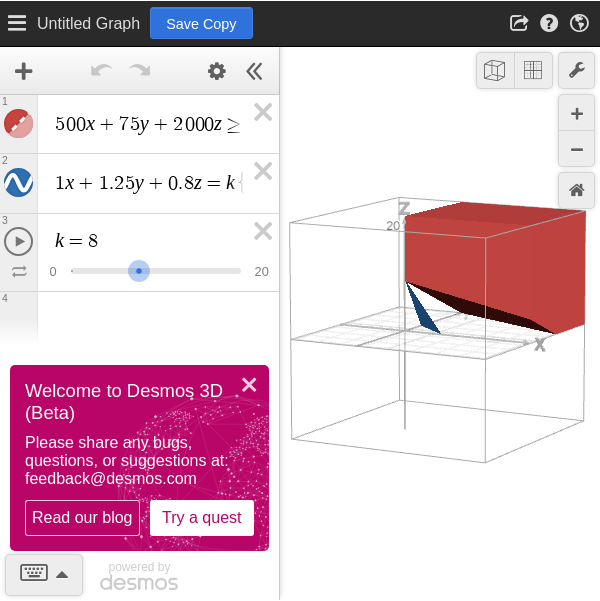 Untitled Graph
Save Copy
1
500x + 75y + 2000z ≥
2
1x + 1.25y + 0.8z = k{
3
k = 8
0
20
4
Welcome to Desmos 3D
(Beta)
Please share any bugs,
questions, or suggestions at:
feedback@desmos.com
Read our blog
Try a quest
powered by
desmos
z
20
x